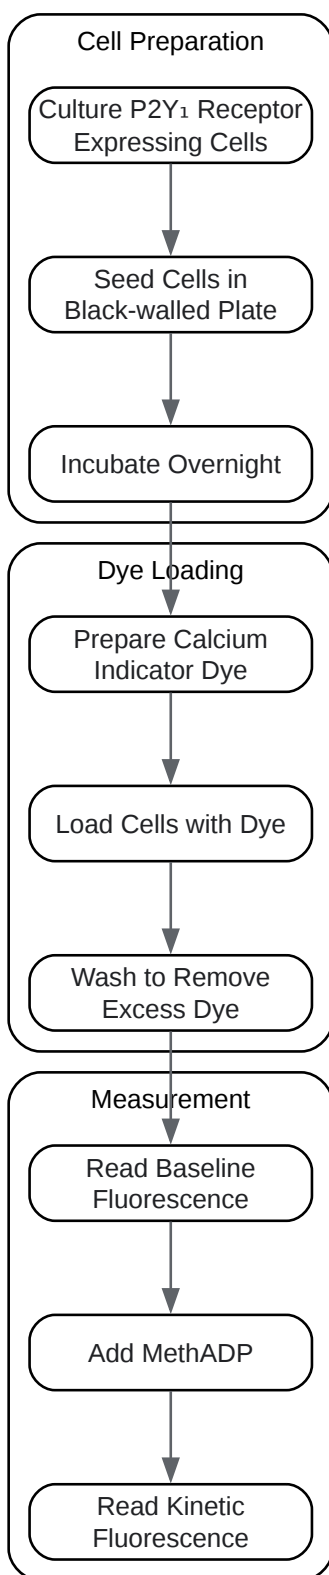 Cell Preparation
Culture P2Y₁ Receptor
Expressing Cells
Seed Cells in
Black-walled Plate
Incubate Overnight
Dye Loading
Prepare Calcium
Indicator Dye
Load Cells with Dye
Wash to Remove
Excess Dye
Measurement
Read Baseline
Fluorescence
Add MethADP
Read Kinetic
Fluorescence